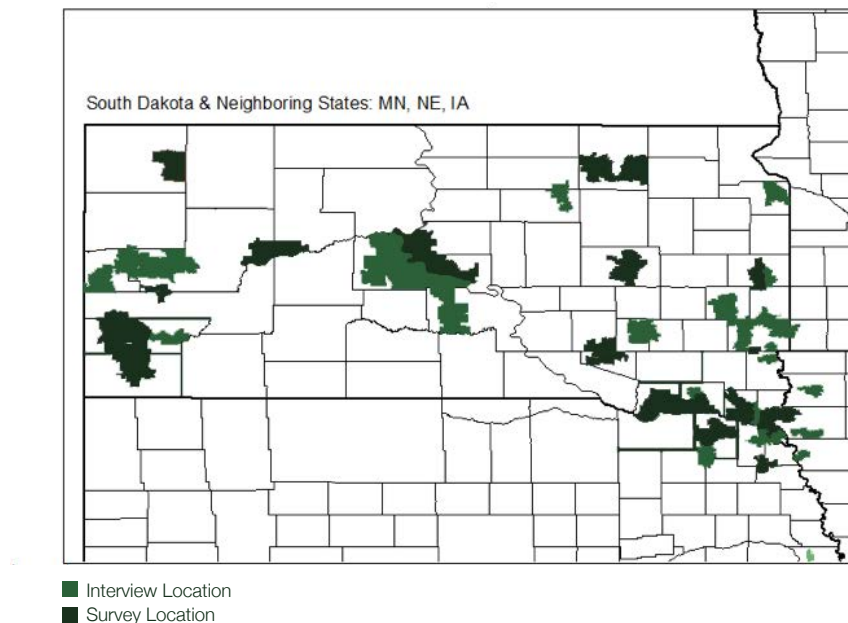 South Dakota & Neighboring States: MN, NE, IA
Interview Location
Survey Location